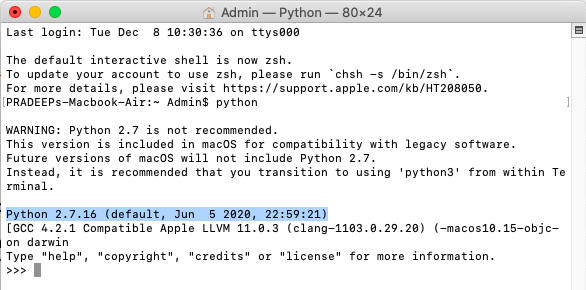 Admin — Python — 80×24
Last login: Tue Dec  8 10:30:36 on ttys000
The default interactive shell is now zsh.
To update your account to use zsh, please run `chsh -s /bin/zsh`.
For more details, please visit https://support.apple.com/kb/HT208050.
[PRADEEPs-Macbook-Air:~ Admin$ python ]
WARNING: Python 2.7 is not recommended.
This version is included in macOS for compatibility with legacy software.
Future versions of macOS will not include Python 2.7.
Instead, it is recommended that you transition to using 'python3' from within Te
rminal.
Python 2.7.16 (default, Jun  5 2020, 22:59:21)
[GCC 4.2.1 Compatible Apple LLVM 11.0.3 (clang-1103.0.29.20) (-macos10.15-objc-
on darwin
Type "help", "copyright", "credits" or "license" for more information.
>>>